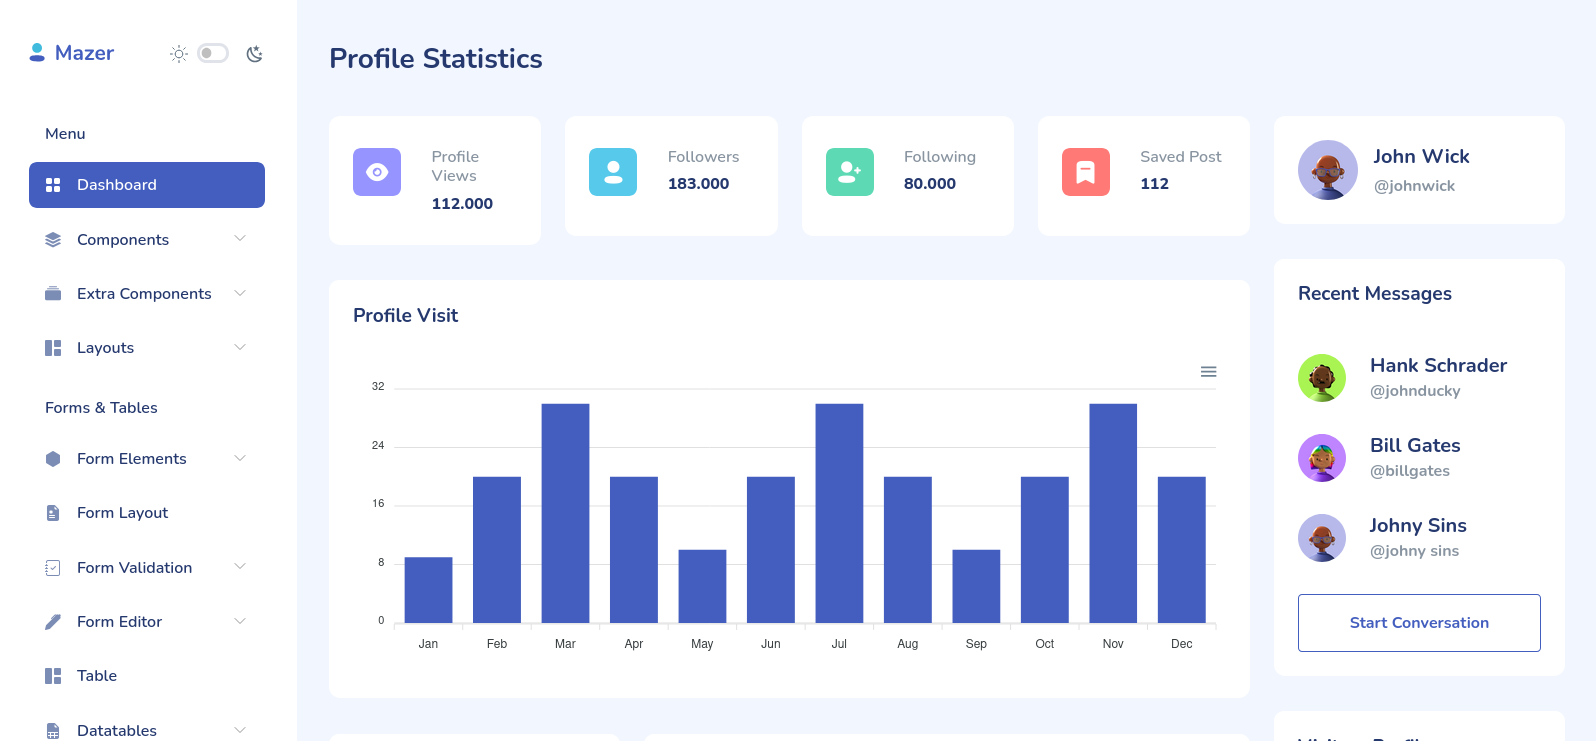 Mazer
Menu
Dashboard
Components
Extra Components
Layouts
Forms & Tables
Form Elements
Form Layout
Form Validation
Form Editor
Table
Datatables
Profile Statistics
Profile
Views
112.000
Followers
183.000
Following
80.000
Saved Post
112
Profile Visit
32
24
16
8
0
Jan Feb Mar Apr May Jun Jul Aug Sep Oct Nov Dec
John Wick
@johnwick
Recent Messages
Hank Schrader
@johnducky
Bill Gates
@billgates
Johny Sins
@johny sins
Start Conversation